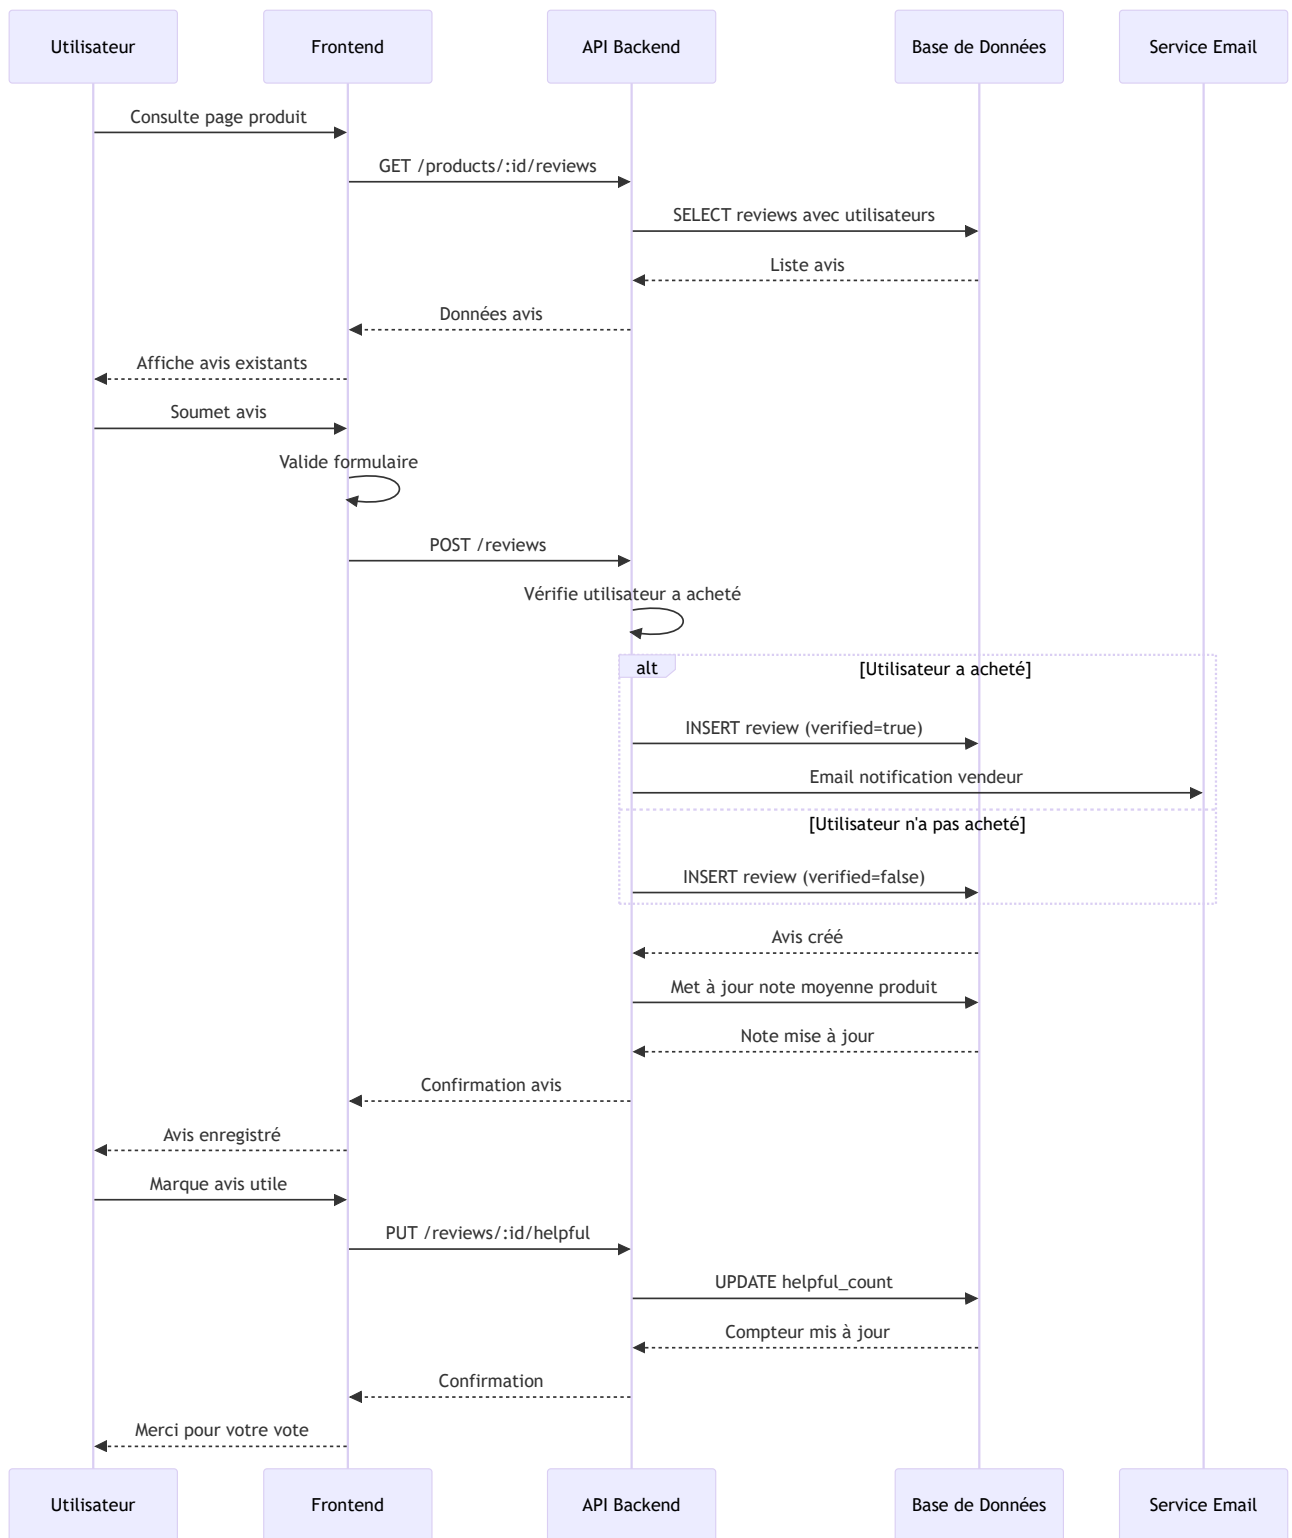 Utilisateur
Frontend
API Backend
Base de Données
Service Email
Consulte page produit
GET /products/:id/reviews
SELECT reviews avec utilisateurs
Liste avis
Données avis
Affiche avis existants
Soumet avis
Valide formulaire
POST /reviews
Vérifie utilisateur a acheté
alt
[Utilisateur a acheté]
INSERT review (verified=true)
Email notification vendeur
[Utilisateur n'a pas acheté]
INSERT review (verified=false)
Avis créé
Met à jour note moyenne produit
Note mise à jour
Confirmation avis
Avis enregistré
Marque avis utile
PUT /reviews/:id/helpful
UPDATE helpful_count
Compteur mis à jour
Confirmation
Merci pour votre vote
Utilisateur
Frontend
API Backend
Base de Données
Service Email